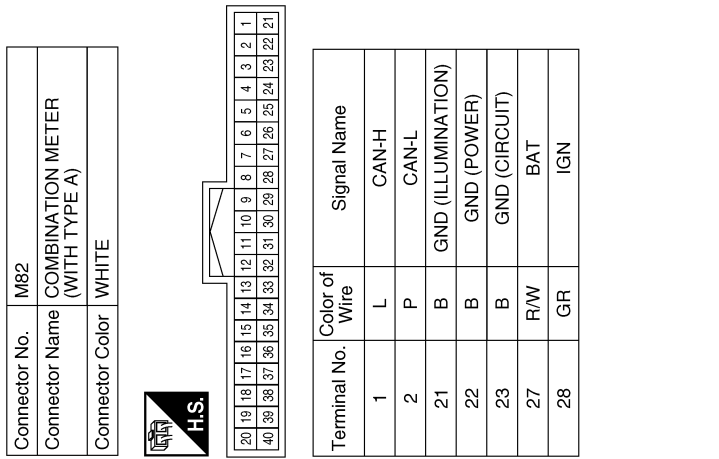 Connector No. M82
Connector Name COMBINATION METER
(WITH TYPE A)
Connector Color WHITE
H.S.
20 19 18 17 16 15 14 13 12 11 10 9 8 7 6 5 4 3 2 1
40 39 38 37 36 35 34 33 32 31 30 29 28 27 26 25 24 23 22 21
Terminal No. Color of Wire Signal Name
1 L CAN-H
2 P CAN-L
21 B GND (ILLUMINATION)
22 B GND (POWER)
23 B GND (CIRCUIT)
27 R/W BAT
28 GR IGN